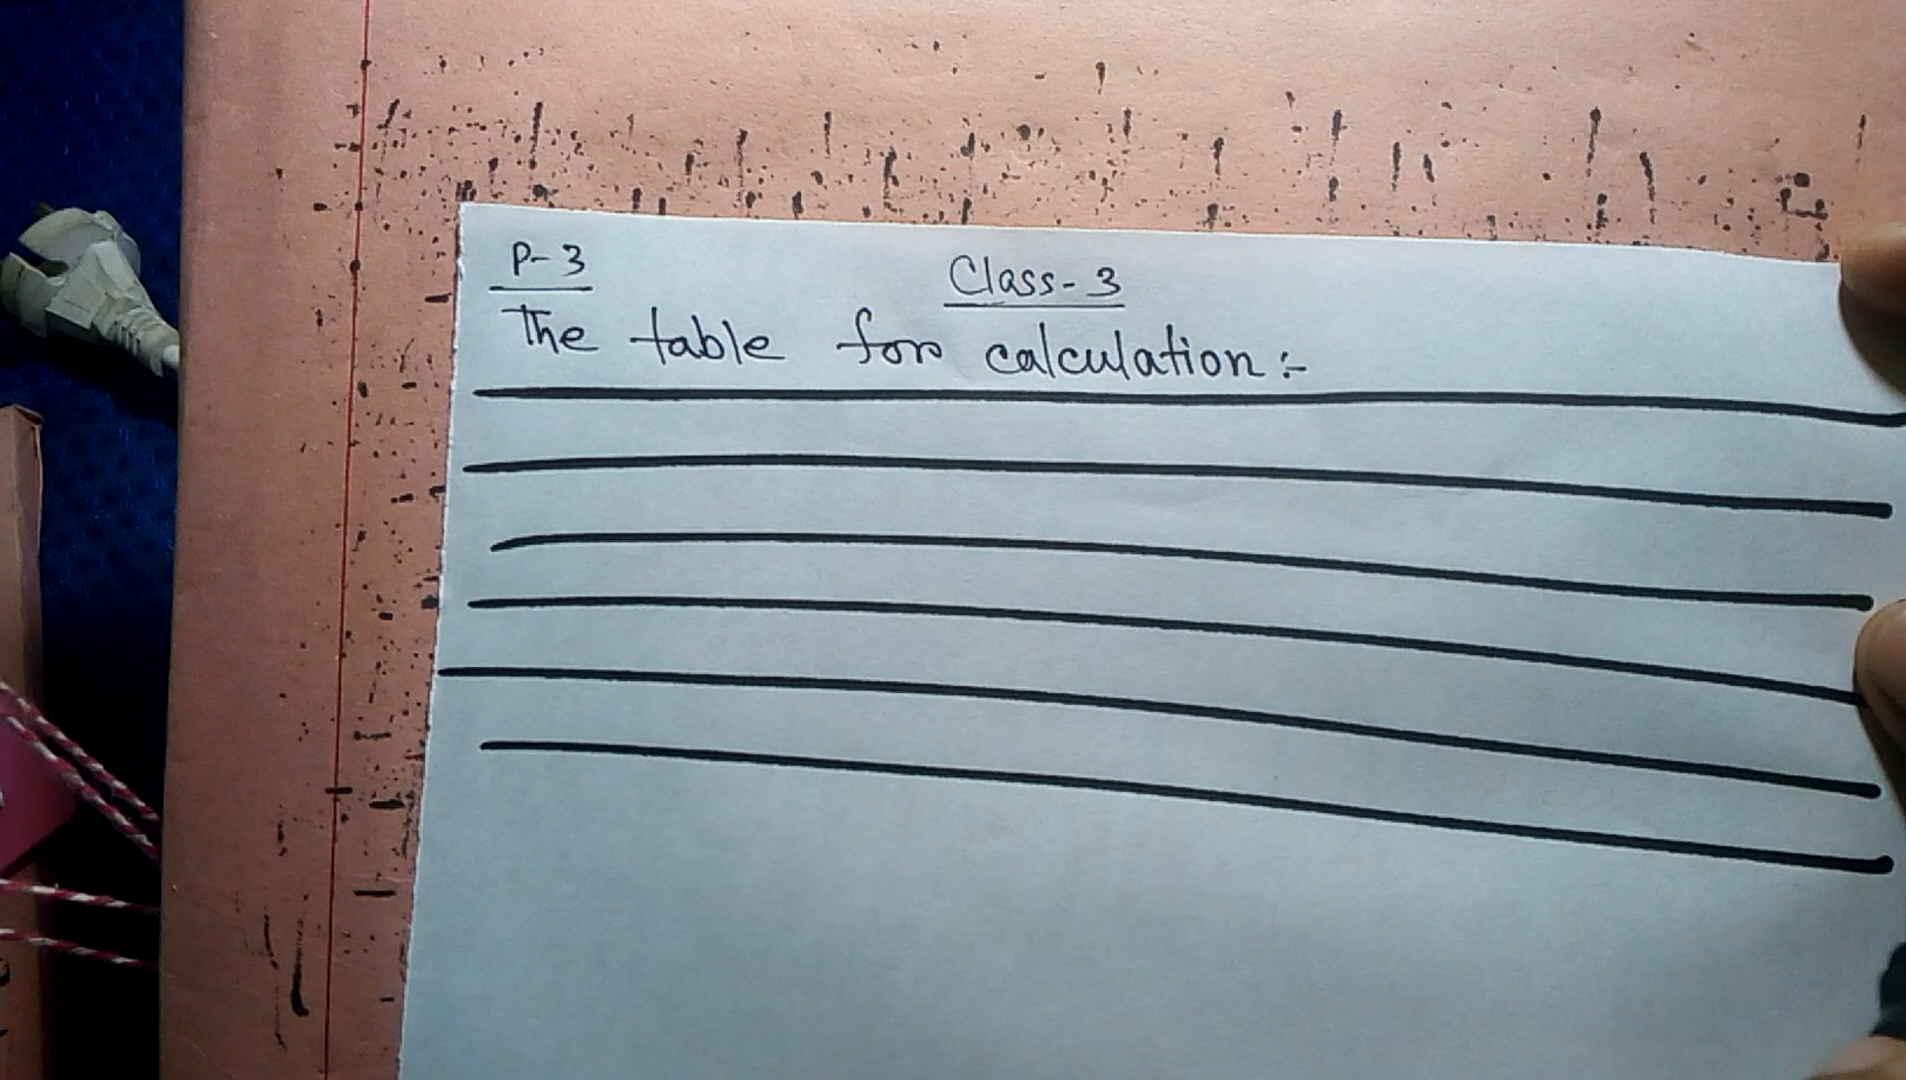 P-3
Class-3
The table for calculation:-